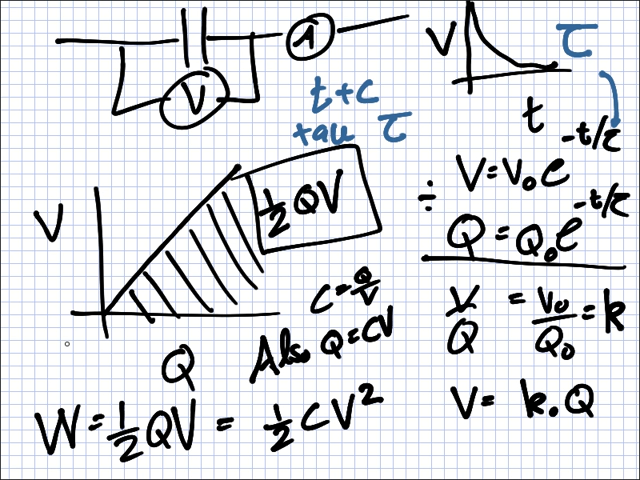 A
V
V
τ
t
t + c
tau τ
V = V₀e^(-t/τ)
÷
Q = Q₀e^(-t/τ)
V/Q = V₀/Q₀ = k
V = k.Q
V
½QV
Q
C = Q/V
Also Q = CV
W = ½QV = ½CV²